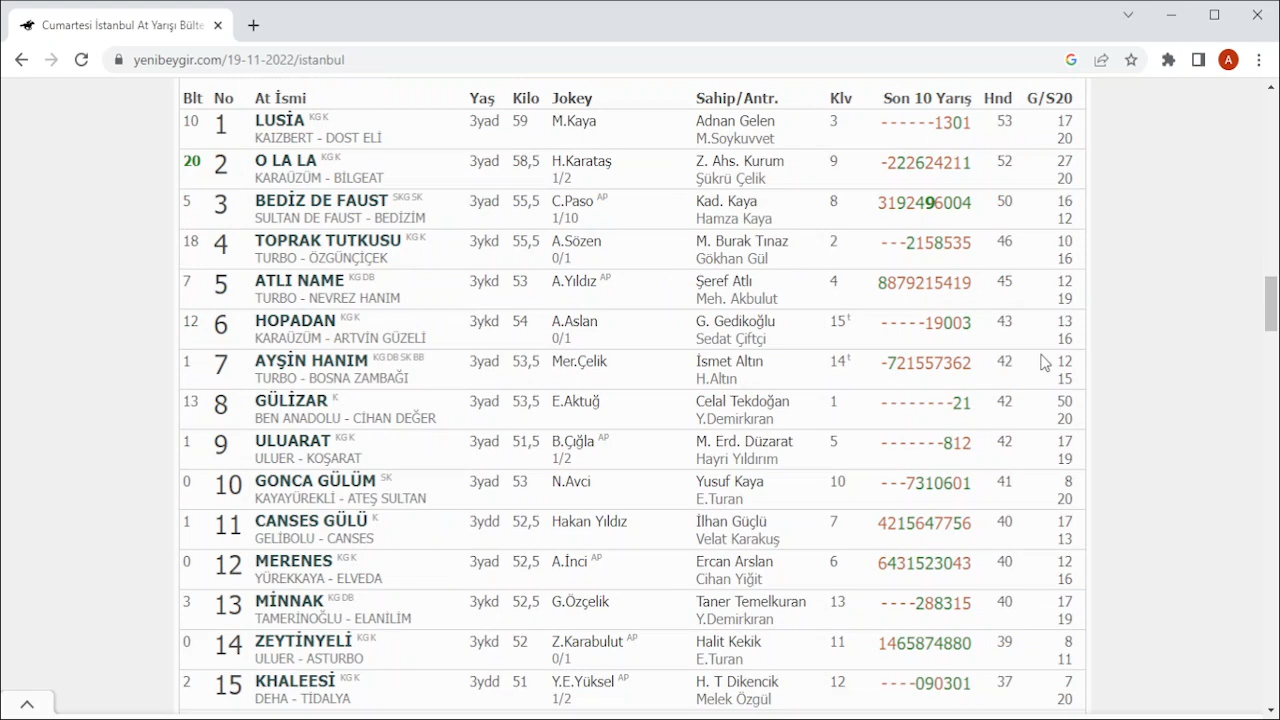 Cumartesi İstanbul At Yarışı Bülte
yenibeygir.com/19-11-2022/istanbul
A
Blt No At İsmi Yaş Kilo Jokey Sahip/Antr. Klv Son 10 Yarış Hnd G/S20
10 1 LUSİA KG K 3yad 59 M.Kaya Adnan Gelen 3 ------1301 53 17
KAIZBERT - DOST ELİ M.Soykuvvet 20
20 2 O LA LA KG K 3yad 58,5 H.Karataş Z. Ahs. Kurum 9 -222624211 52 27
KARAÜZÜM - BİLGEAT 1/2 Şükrü Çelik 20
5 3 BEDİZ DE FAUST SKG SK 3yad 55,5 C.Paso AP Kad. Kaya 8 3192496004 50 16
SULTAN DE FAUST - BEDİZİM 1/10 Hamza Kaya 12
18 4 TOPRAK TUTKUSU KG K 3ykd 55,5 A.Sözen M. Burak Tınaz 2 ---2158535 46 10
TURBO - ÖZGÜNÇİÇEK 0/1 Gökhan Gül 16
7 5 ATLI NAME KG DB 3ykd 53 A.Yıldız AP Şeref Atlı 4 8879215419 45 12
TURBO - NEVREZ HANIM Meh. Akbulut 19
12 6 HOPADAN KG K 3ykd 54 A.Aslan G. Gedikoğlu 15 t -----19003 43 13
KARAÜZÜM - ARTVİN GÜZELİ 0/1 Sedat Çiftçi 16
1 7 AYŞİN HANIM KG DB SK BB 3yad 53,5 Mer.Çelik İsmet Altın 14 t -721557362 42 12
TURBO - BOSNA ZAMBAĞI H.Altın 15
13 8 GÜLİZAR K 3yad 53,5 E.Aktuğ Celal Tekdoğan 1 --------21 42 50
BEN ANADOLU - CİHAN DEĞER Y.Demirkıran 20
1 9 ULUARAT KG K 3yad 51,5 B.Çığla AP M. Erd. Düzarat 5 -------812 42 17
ULUER - KOŞARAT 1/2 Hayri Yıldırım 19
0 10 GONCA GÜLÜM SK 3yad 53 N.Avci Yusuf Kaya 10 ---7310601 41 8
KAYAYÜREKLİ - ATEŞ SULTAN E.Turan 20
1 11 CANSES GÜLÜ K 3ydd 52,5 Hakan Yıldız İlhan Güçlü 7 4215647756 40 17
GELİBOLU - CANSES Velat Karakuş 13
0 12 MERENES KG K 3yad 52,5 A.İnci AP Ercan Arslan 6 6431523043 40 12
YÜREKKAYA - ELVEDA Cihan Yiğit 16
3 13 MİNNAK KG DB 3ykd 52,5 G.Özçelik Taner Temelkuran 13 ----288315 40 17
TAMERİNOĞLU - ELANİLİM Y.Demirkıran 19
0 14 ZEYTİNYELİ KG K 3ykd 52 Z.Karabulut AP Halit Kekik 11 1465874880 39 8
ULUER - ASTURBO 0/1 E.Turan 11
2 15 KHALEESİ KG K 3ydd 51 Y.E.Yüksel AP H. T Dikencik 12 ----090301 37 7
DEHA - TİDALYA 1/2 Melek Özgül 20